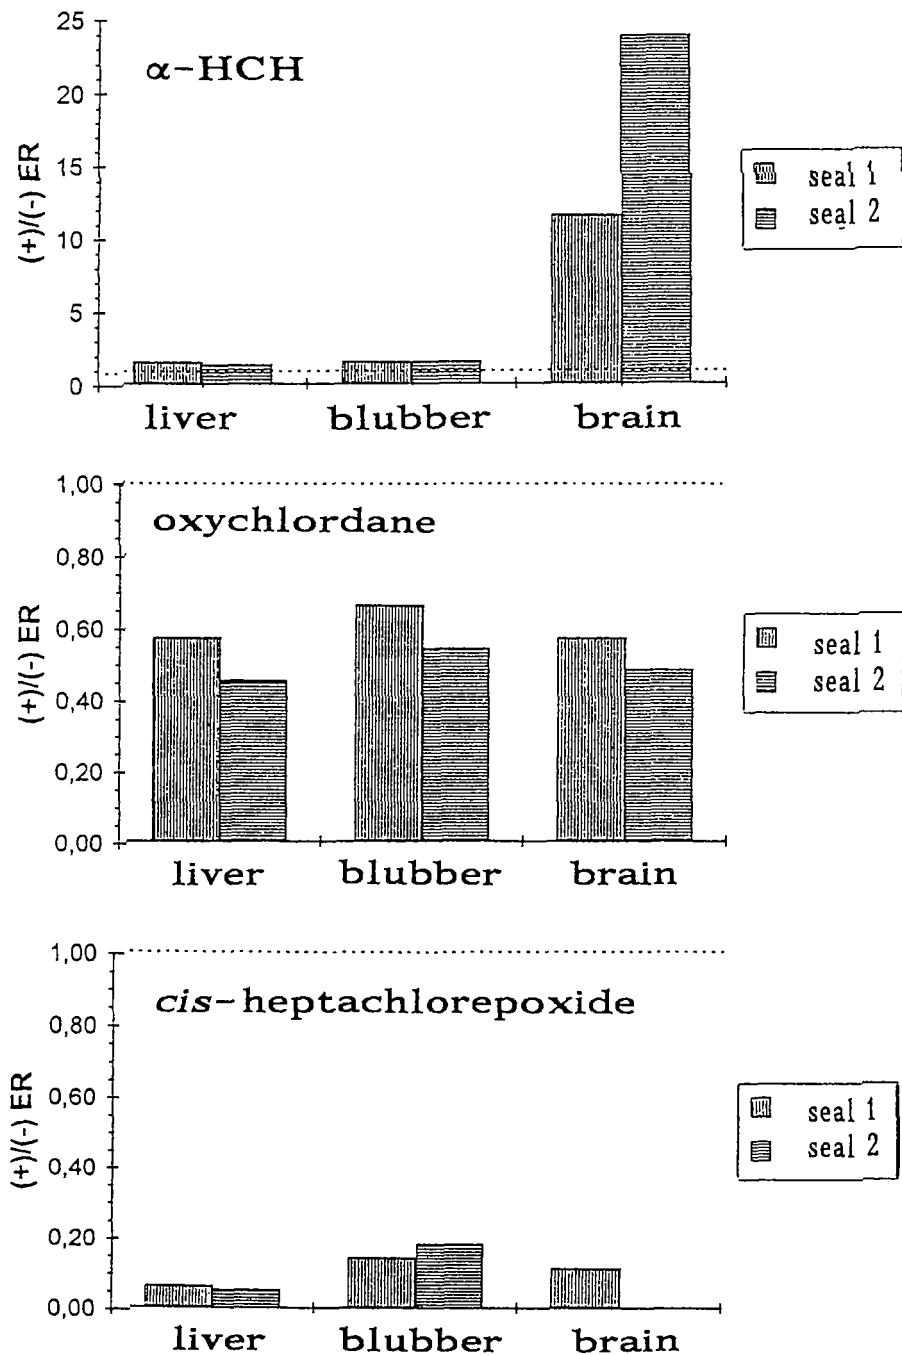 α-HCH
(+)/(-) ER
25
20
15
10
5
0
liver blubber brain
seal 1
seal 2
oxychlordane
(+)/(-) ER
1,00
0,80
0,60
0,40
0,20
0,00
liver blubber brain
seal 1
seal 2
cis-heptachlorepoxide
(+)/(-) ER
1,00
0,80
0,60
0,40
0,20
0,00
liver blubber brain
seal 1
seal 2